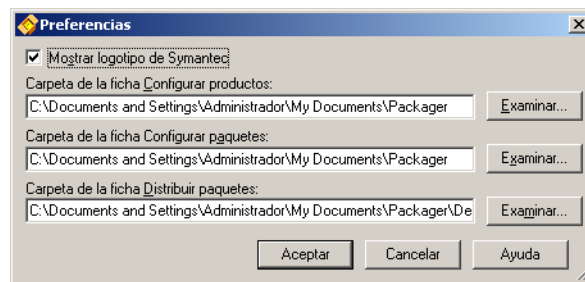 Preferencias
Mostrar logotipo de Symantec
Carpeta de la ficha Configurar productos:
C:\Documents and Settings\Administrador\My Documents\Packager
Examinar...
Carpeta de la ficha Configurar paquetes:
C:\Documents and Settings\Administrador\My Documents\Packager
Examinar...
Carpeta de la ficha Distribuir paquetes:
C:\Documents and Settings\Administrador\My Documents\Packager\De
Examinar...
Aceptar Cancelar Ayuda